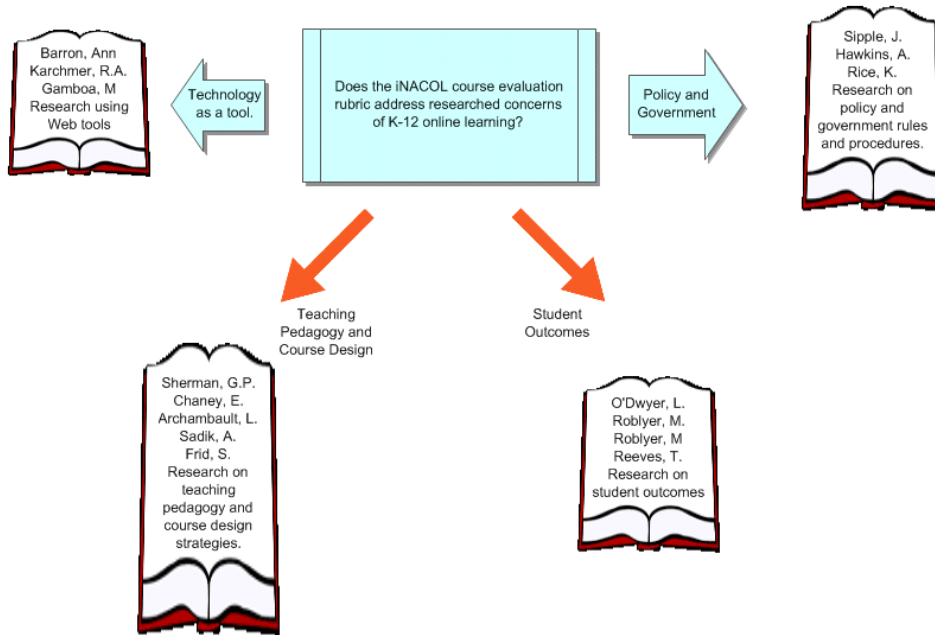 Barron, Ann
Karchmer, R.A.
Gamboa, M
Research using
Web tools
Technology
as a tool.
Does the iNACOL course evaluation
rubric address researched concerns
of K-12 online learning?
Policy and
Government
Sipple, J.
Hawkins, A.
Rice, K.
Research on
policy and
government rules
and procedures.
Teaching
Pedagogy and
Course Design
Student
Outcomes
Sherman, G.P.
Chaney, E.
Archambault, L.
Sadik, A.
Frid, S.
Research on
teaching
pedagogy and
course design
strategies.
O'Dwyer, L.
Roblyer, M.
Roblyer, M
Reeves, T.
Research on
student outcomes